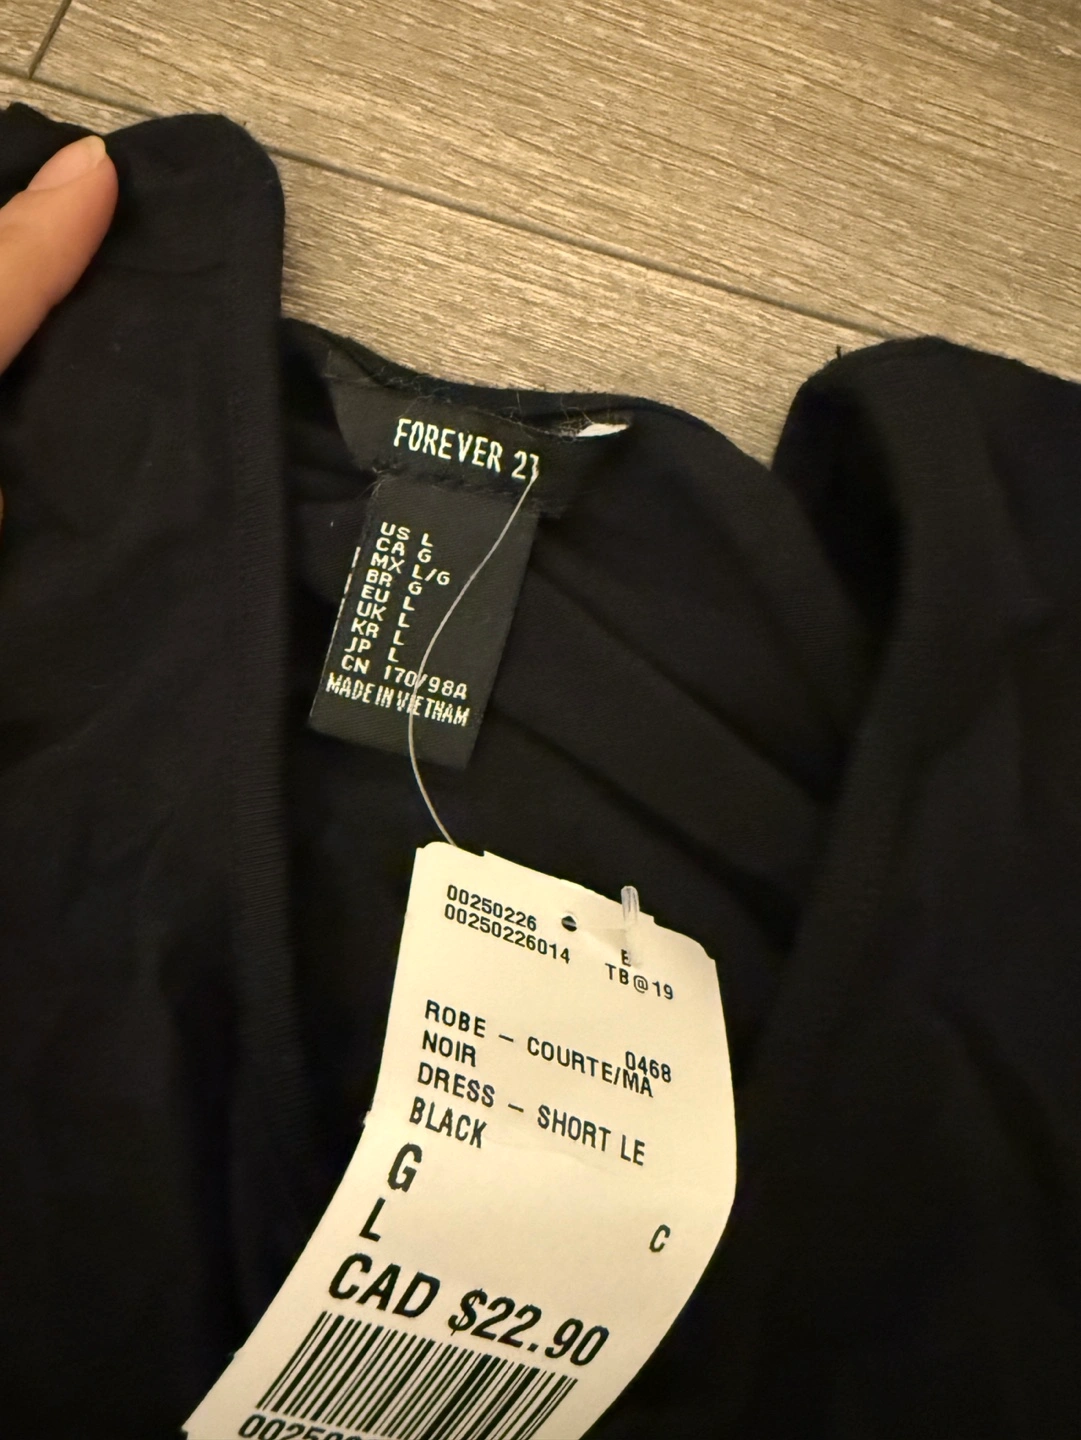 FOREVER 21
US L
CA G
MX L/G
BR G
EU L
UK L
KR L
JP L
CN 170/98A
MADE IN VIETNAM
00250226
00250226014
TB@19
0468
ROBE – COURTE/MA
NOIR
DRESS – SHORT LE
BLACK
G
L
C
CAD $22.90